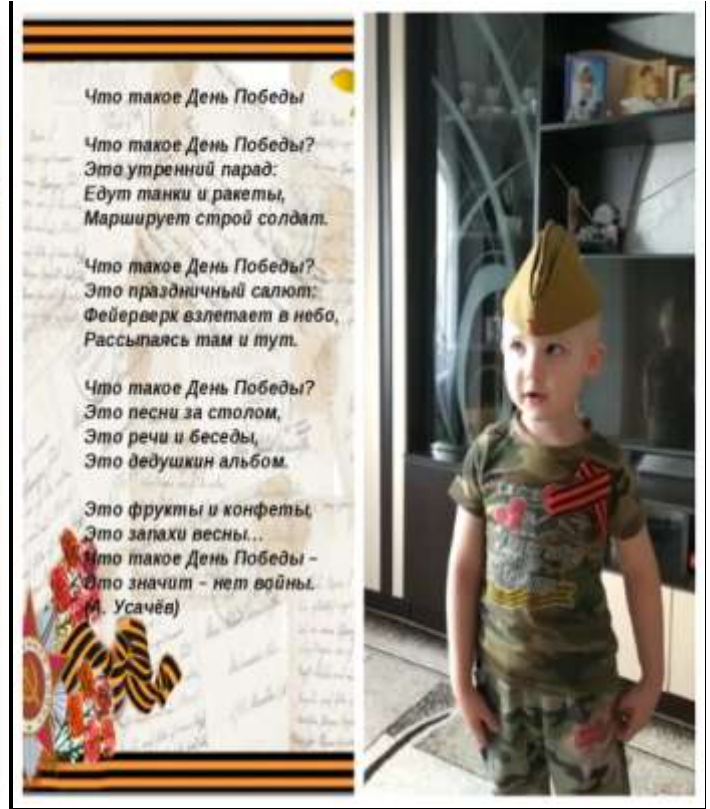 Что такое День Победы
Что такое День Победы?
Это утренний парад:
Едут танки и ракеты,
Марширует строй солдат.
Что такое День Победы?
Это праздничный салют:
Фейерверк взлетает в небо,
Рассыпаясь там и тут.
Что такое День Победы?
Это песни за столом,
Это речи и беседы,
Это дедушкин альбом.
Это фрукты и конфеты,
Это запахи весны...
Что такое День Победы –
Это значит – нет войны.
(А. Усачёв)